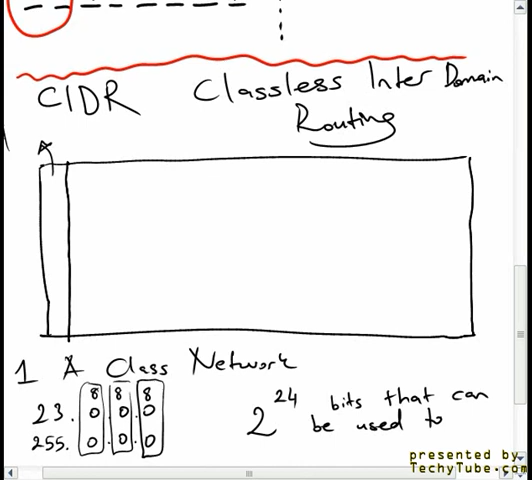 CIDR Classless Inter Domain
Routing
A
1 A Class Network
8 8 8
23.0.0.0
255.0.0.0
2^24 bits that can
be used to
presented by
TechyTube.com